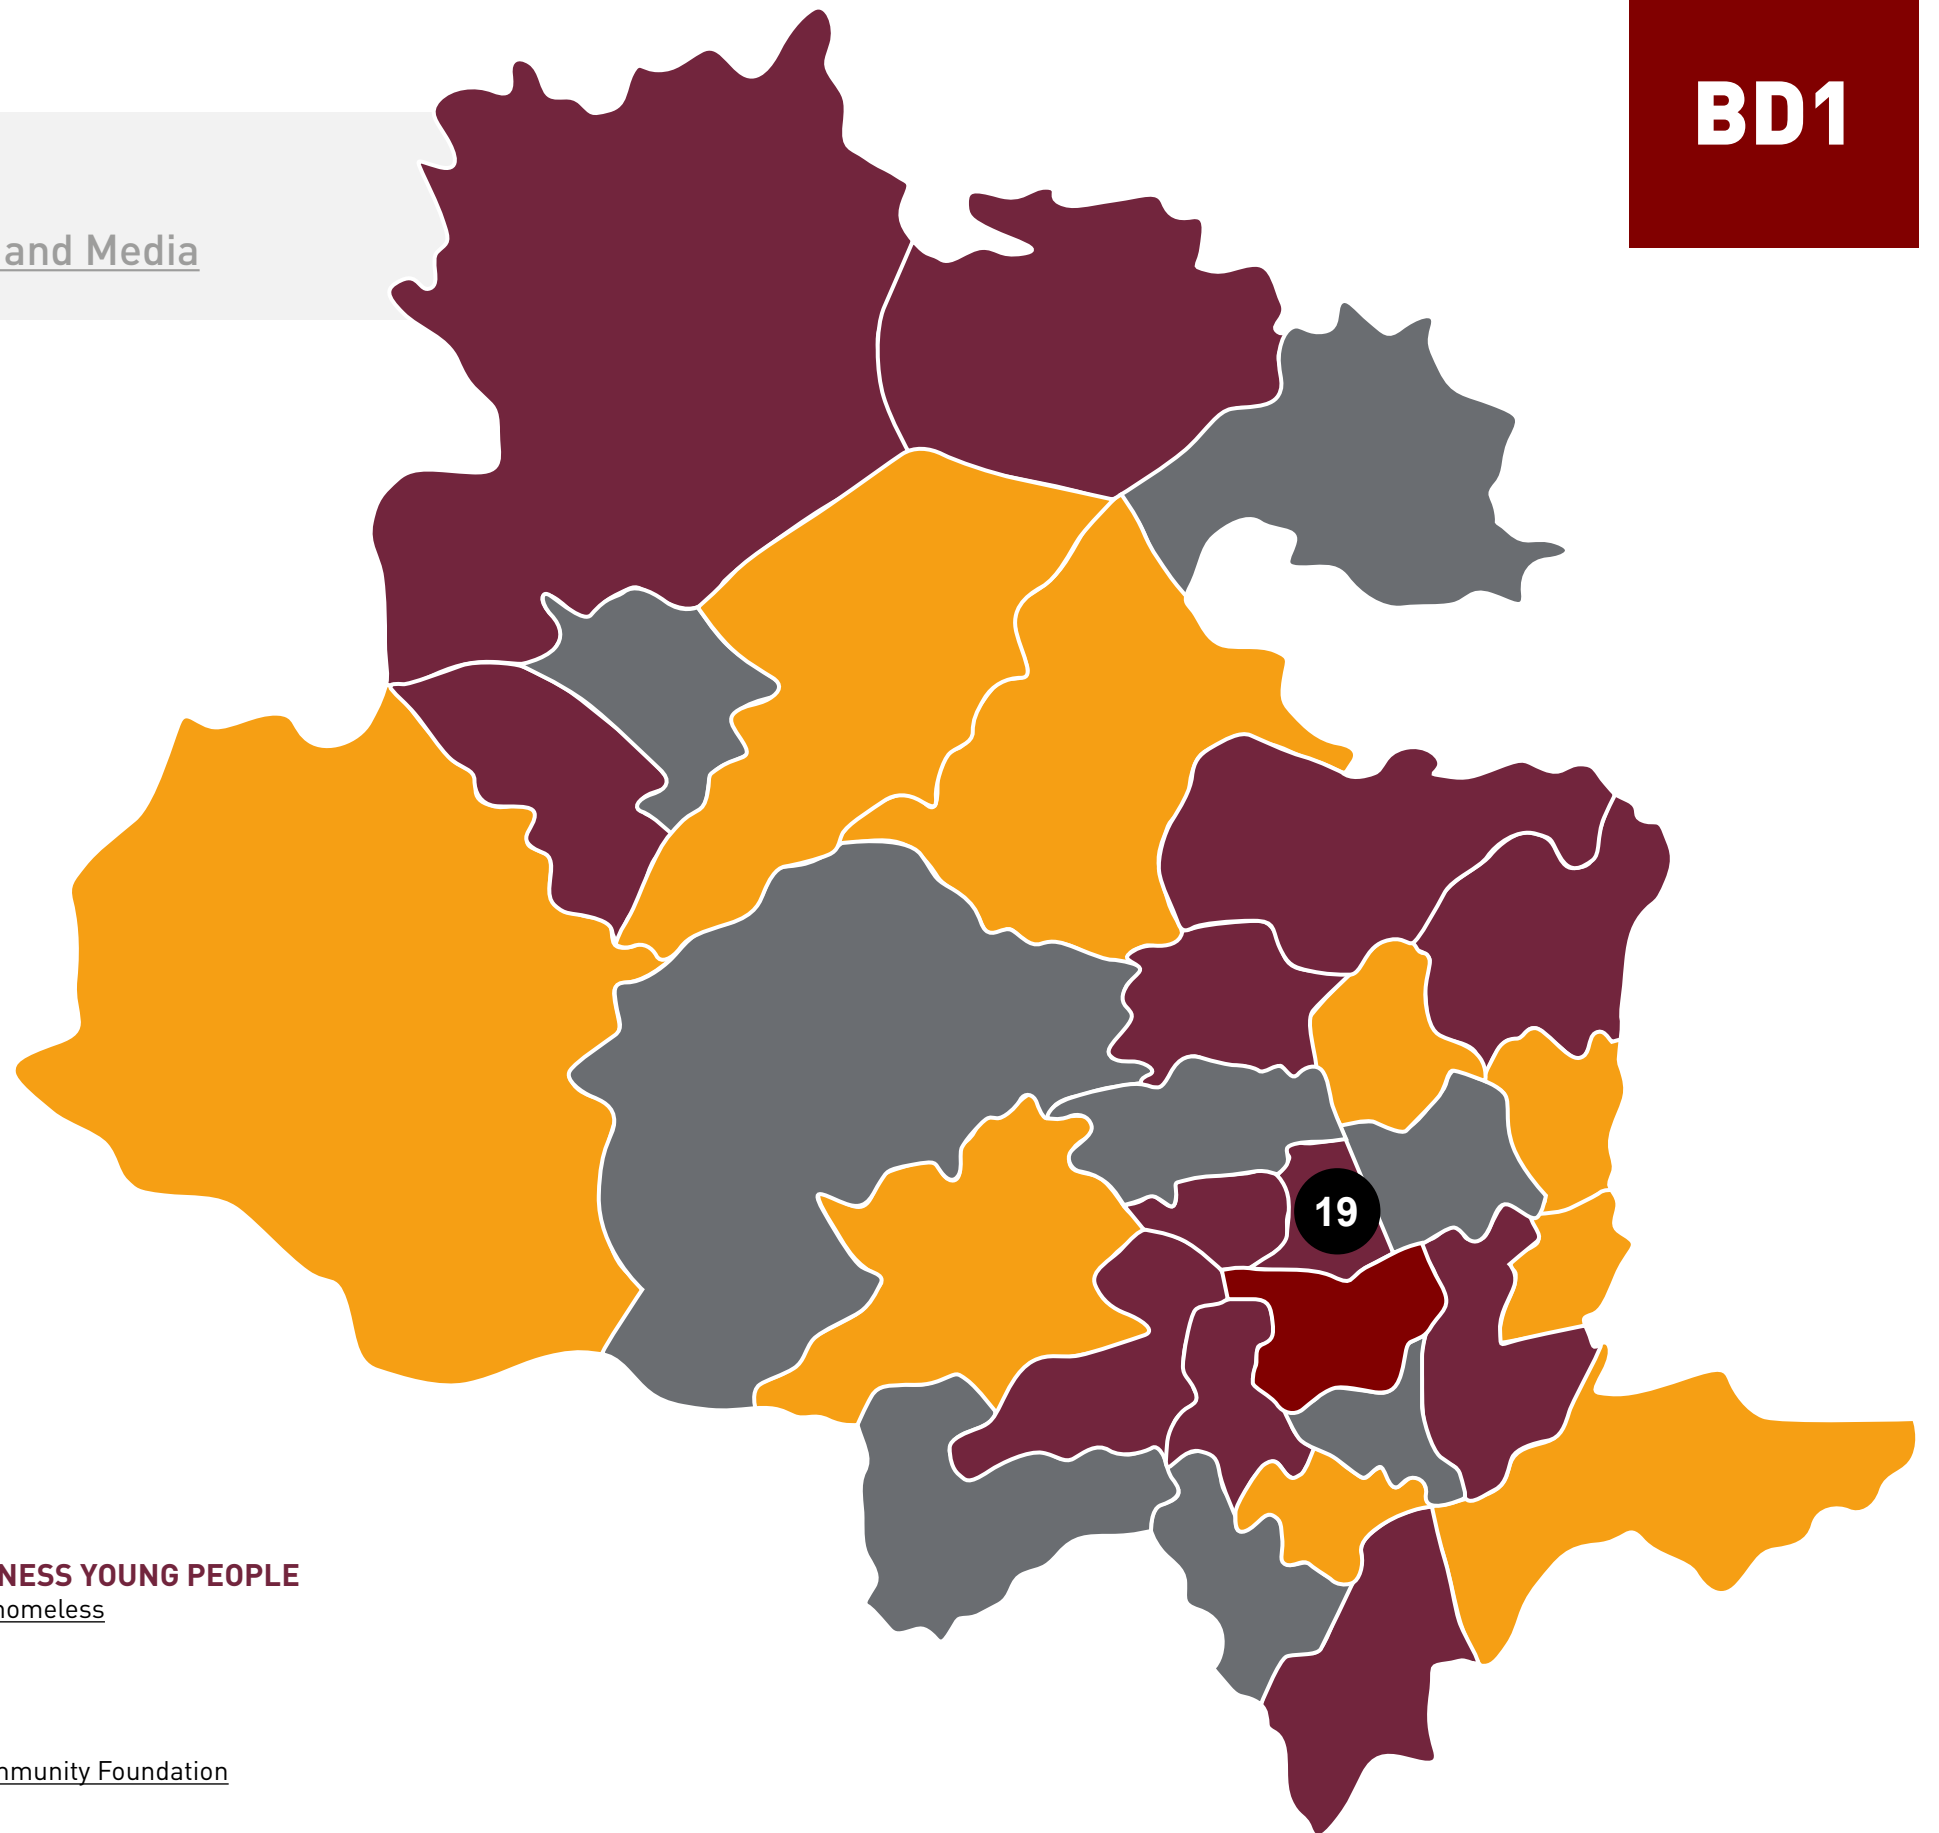 BD1
and Media
19
NESS YOUNG PEOPLE
homeless
mmunity Foundation